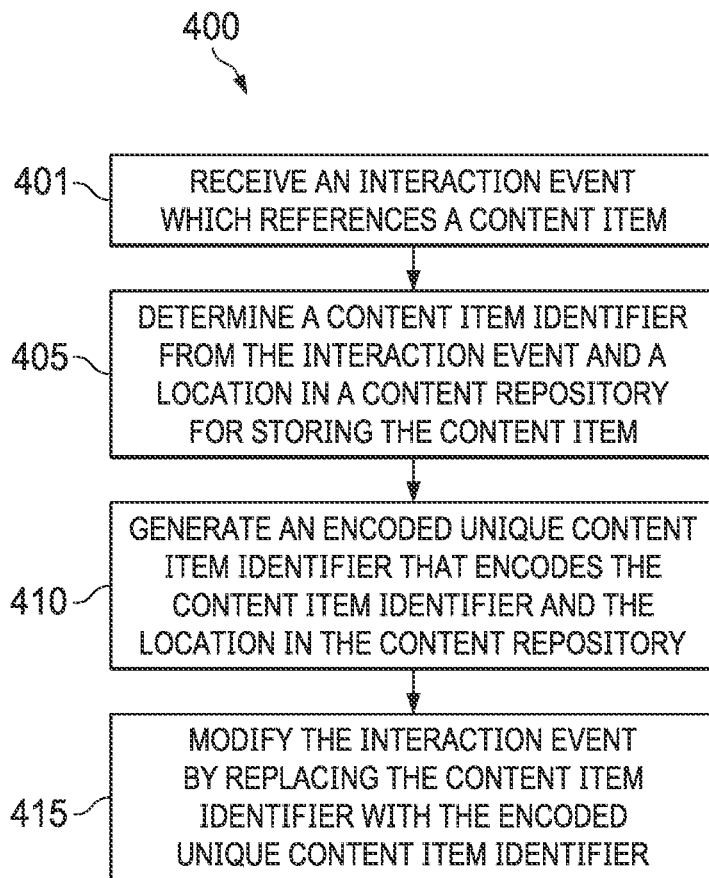 400
401
RECEIVE AN INTERACTION EVENT
WHICH REFERENCES A CONTENT ITEM
405
DETERMINE A CONTENT ITEM IDENTIFIER
FROM THE INTERACTION EVENT AND A
LOCATION IN A CONTENT REPOSITORY
FOR STORING THE CONTENT ITEM
410
GENERATE AN ENCODED UNIQUE CONTENT
ITEM IDENTIFIER THAT ENCODES THE
CONTENT ITEM IDENTIFIER AND THE
LOCATION IN THE CONTENT REPOSITORY
415
MODIFY THE INTERACTION EVENT
BY REPLACING THE CONTENT ITEM
IDENTIFIER WITH THE ENCODED
UNIQUE CONTENT ITEM IDENTIFIER